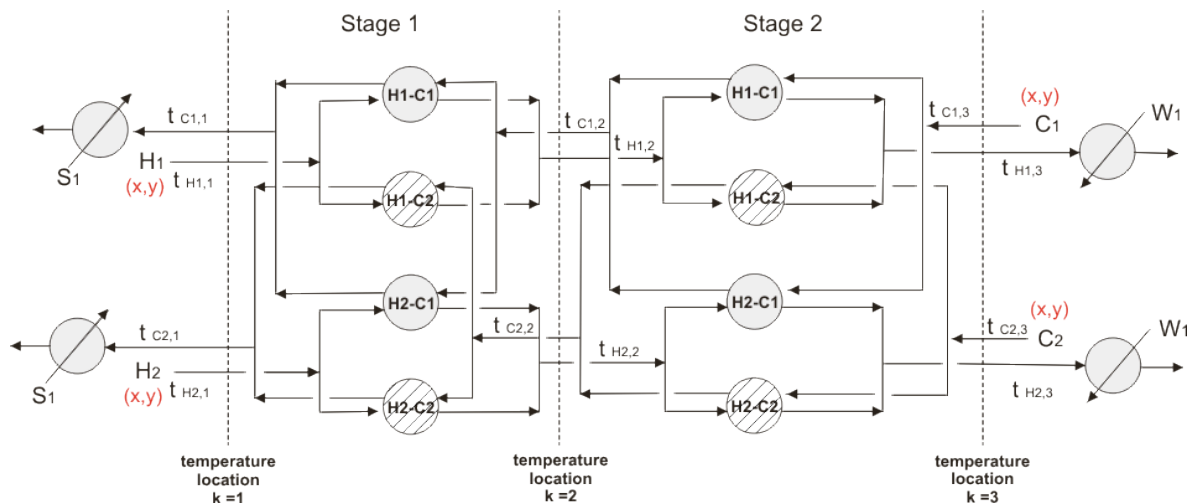 Stage 1
Stage 2
H1-C1
H1-C1
(x,y)
W1
t C1,1
t C1,2
t C1,3
C1
H1
t H1,2
S1
(x,y)
t H1,1
t H1,3
H1-C2
H1-C2
H2-C1
H2-C1
(x,y)
W1
t C2,1
t C2,2
t C2,3
C2
H2
t H2,2
S1
(x,y)
t H2,1
t H2,3
H2-C2
H2-C2
temperature
location
k =1
temperature
location
k =2
temperature
location
k =3